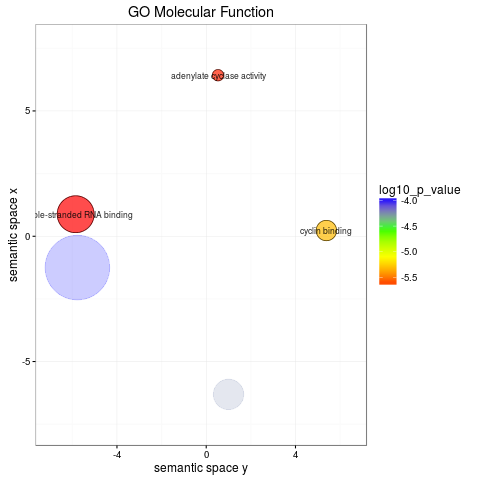 GO Molecular Function
adenylate cyclase activity
ble-stranded RNA binding
cyclin binding
semantic space x
5
0
-5
-4
0
4
semantic space y
log10_p_value
-4.0
-4.5
-5.0
-5.5